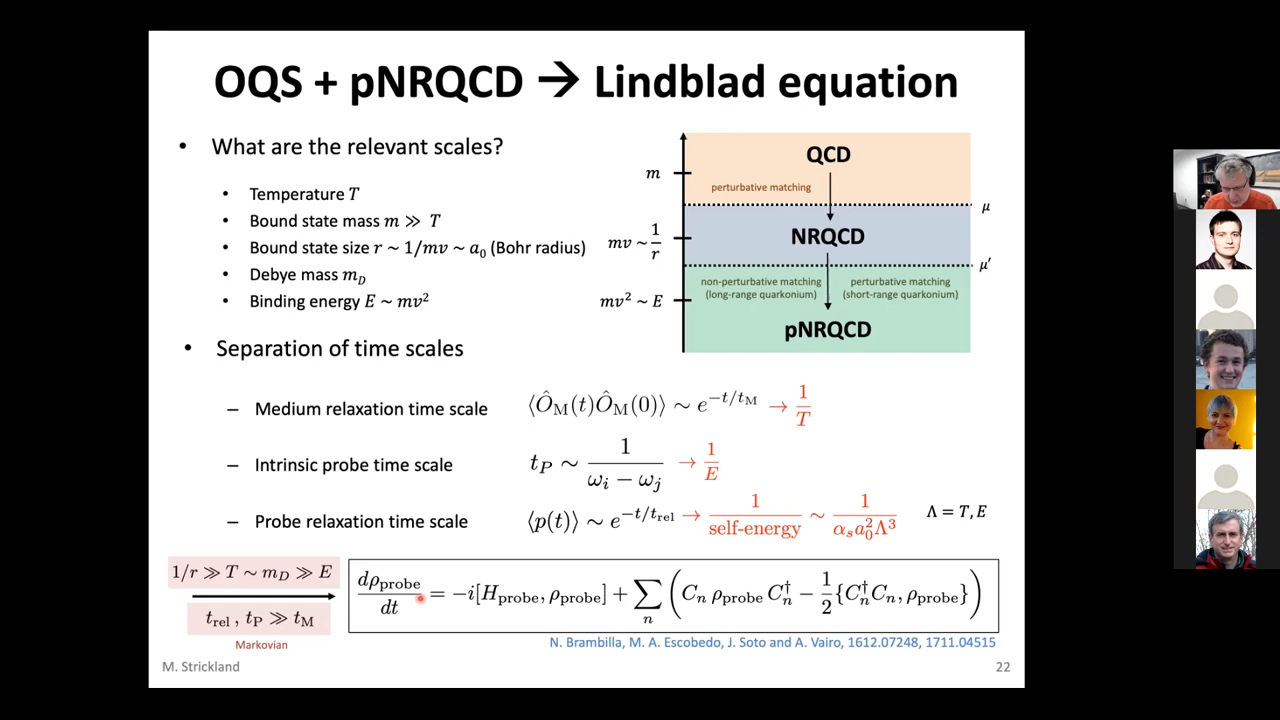 OQS + pNRQCD → Lindblad equation
• What are the relevant scales?
• Temperature T
• Bound state mass m ≫ T
• Bound state size r ~ 1/mv ~ a₀ (Bohr radius)
• Debye mass m_D
• Binding energy E ~ mv²
QCD
m
perturbative matching
μ
NRQCD
mv ~ 1/r
μ'
non-perturbative matching (long-range quarkonium)
perturbative matching (short-range quarkonium)
mv² ~ E
pNRQCD
• Separation of time scales
– Medium relaxation time scale ⟨Ô_M(t)Ô_M(0)⟩ ~ e^{−t/t_M} → 1/T
– Intrinsic probe time scale t_P ~ 1/(ω_i − ω_j) → 1/E
– Probe relaxation time scale ⟨p(t)⟩ ~ e^{−t/t_rel} → 1/self-energy ~ 1/(α_s a₀² Λ³) Λ = T, E
1/r ≫ T ~ m_D ≫ E
t_rel, t_P ≫ t_M
Markovian
dρ_probe/dt = −i[H_probe, ρ_probe] + ∑_n (C_n ρ_probe C_n† − 1/2{C_n†C_n, ρ_probe})
N. Brambilla, M. A. Escobedo, J. Soto and A. Vairo, 1612.07248, 1711.04515
M. Strickland 22